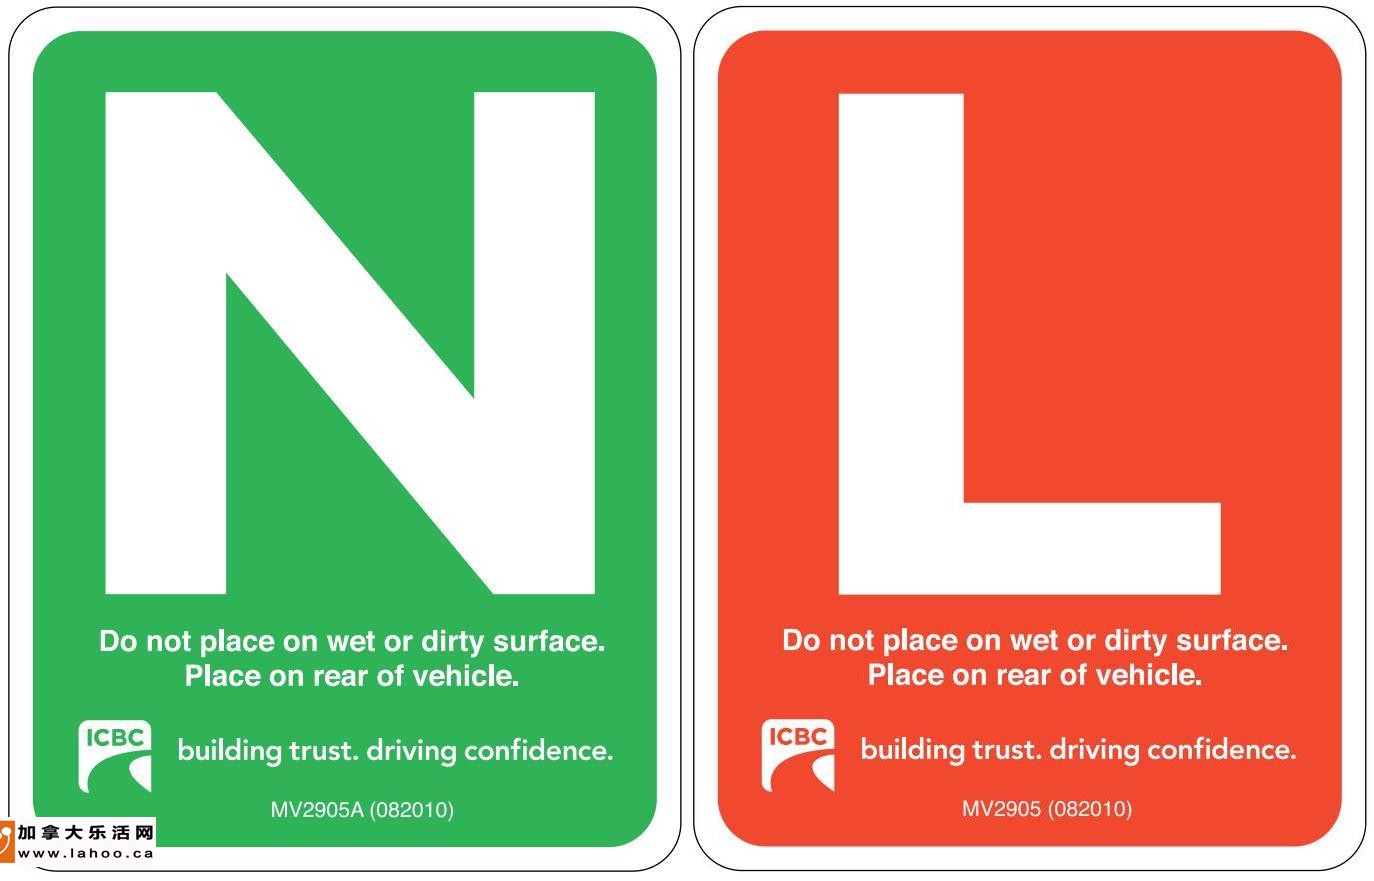 N
Do not place on wet or dirty surface.
Place on rear of vehicle.
ICBC
building trust. driving confidence.
MV2905A (082010)
L
Do not place on wet or dirty surface.
Place on rear of vehicle.
ICBC
building trust. driving confidence.
MV2905 (082010)
加拿大乐活网
www.lahoo.ca